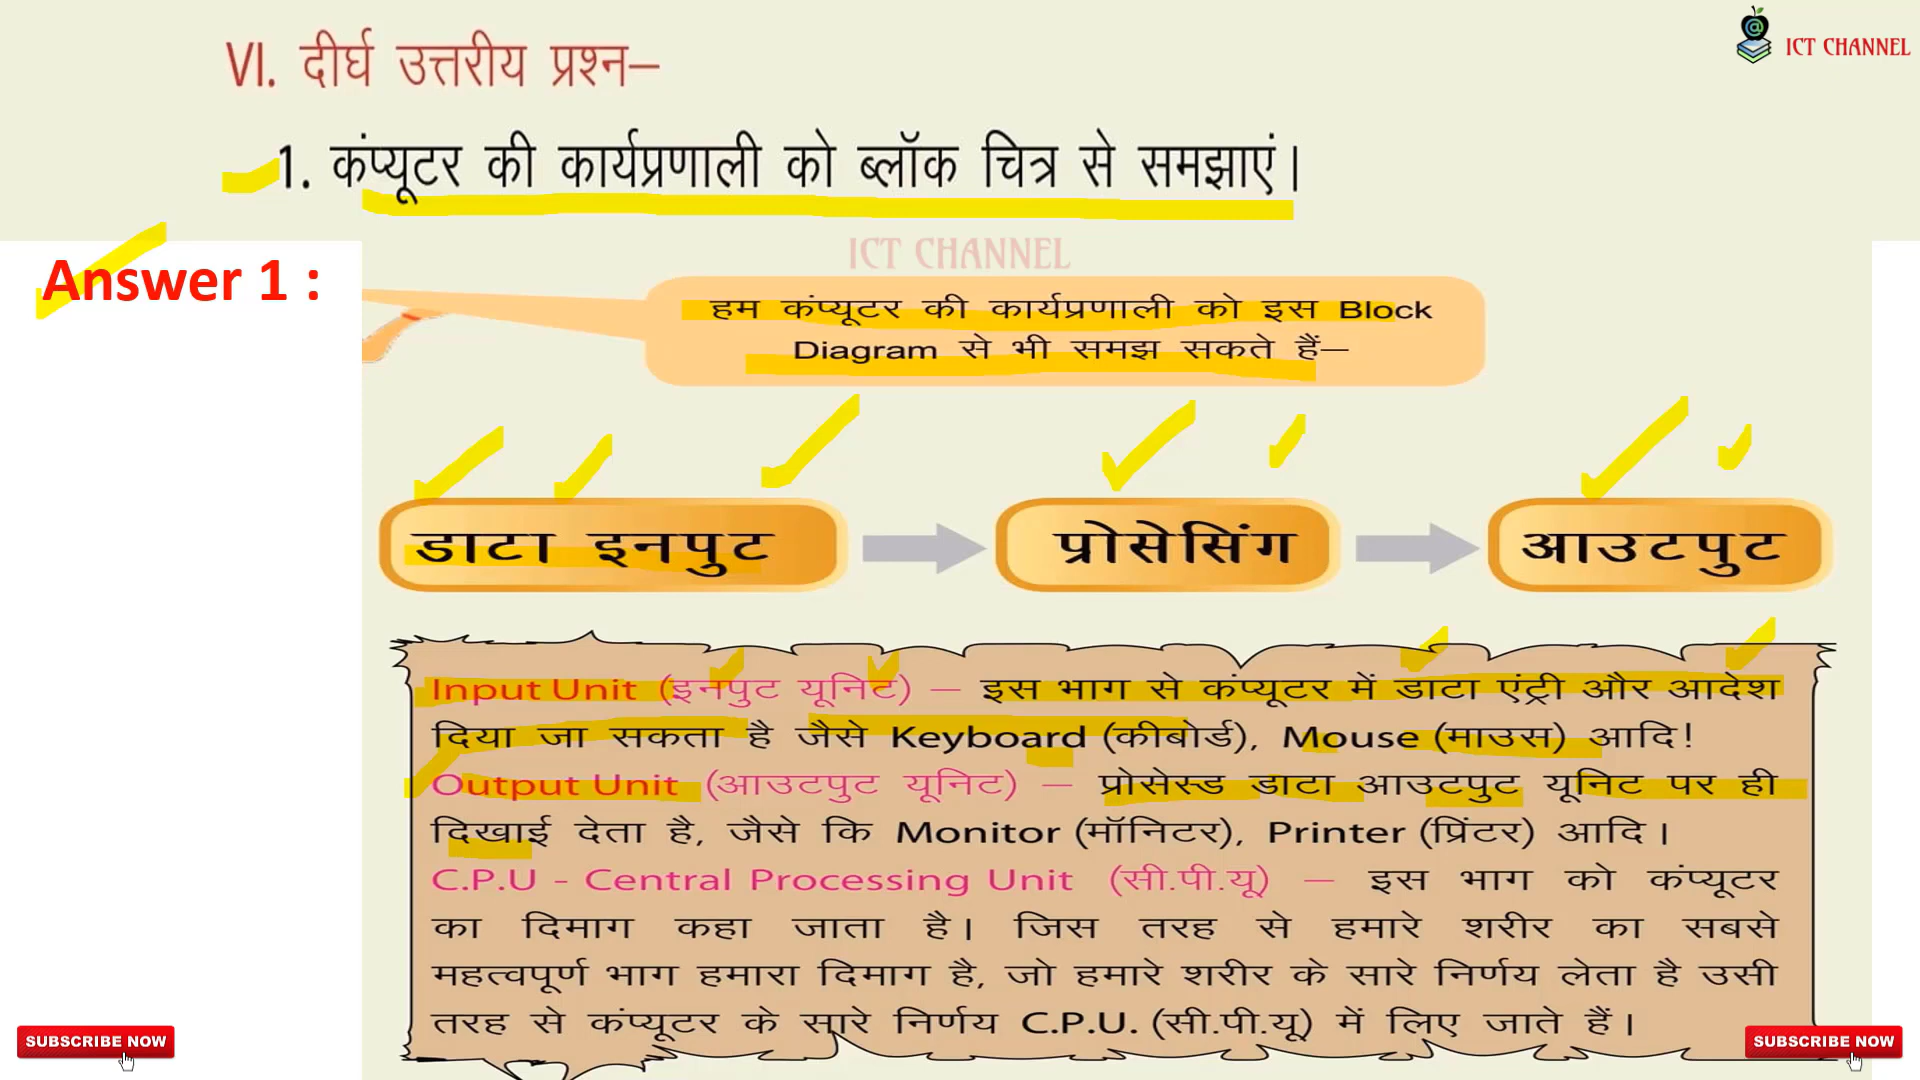 VI. दीर्घ उत्तरीय प्रश्न–
ICT CHANNEL
1. कंप्यूटर की कार्यप्रणाली को ब्लॉक चित्र से समझाएं।
ICT CHANNEL
Answer 1 :
हम कंप्यूटर की कार्यप्रणाली को इस Block
Diagram से भी समझ सकते हैं–
डाटा इनपुट
प्रोसेसिंग
आउटपुट
Input Unit (इनपुट यूनिट) – इस भाग से कंप्यूटर में डाटा एंट्री और आदेश
दिया जा सकता है जैसे Keyboard (कीबोर्ड), Mouse (माउस) आदि!
Output Unit (आउटपुट यूनिट) – प्रोसेस्ड डाटा आउटपुट यूनिट पर ही
दिखाई देता है, जैसे कि Monitor (मॉनिटर), Printer (प्रिंटर) आदि।
C.P.U - Central Processing Unit (सी.पी.यू) – इस भाग को कंप्यूटर
का दिमाग कहा जाता है। जिस तरह से हमारे शरीर का सबसे
महत्वपूर्ण भाग हमारा दिमाग है, जो हमारे शरीर के सारे निर्णय लेता है उसी
तरह से कंप्यूटर के सारे निर्णय C.P.U. (सी.पी.यू) में लिए जाते हैं।
SUBSCRIBE NOW
SUBSCRIBE NOW